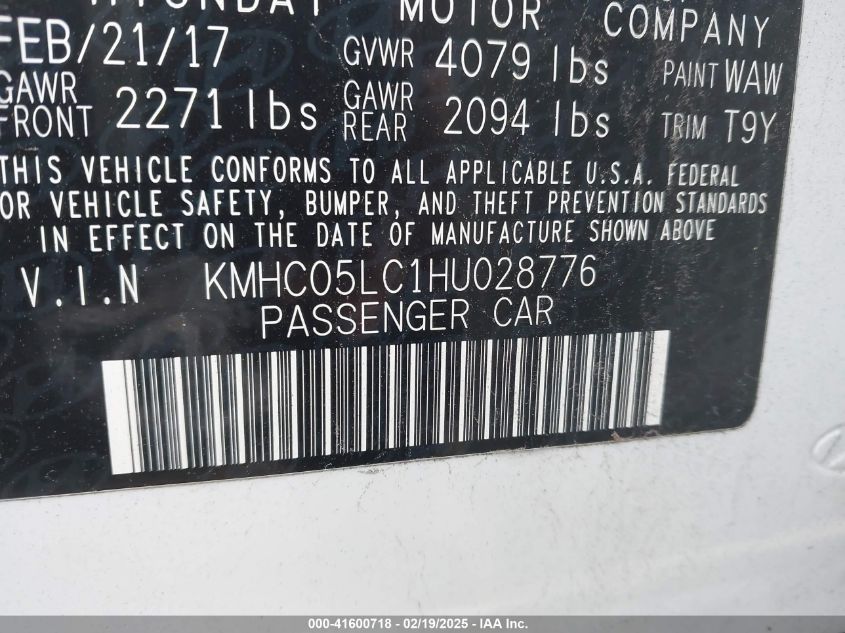 HYUNDAI MOTOR COMPANY
FEB/21/17 GVWR 4079 lbs PAINT WAW
GAWR FRONT 2271 lbs GAWR REAR 2094 lbs TRIM T9Y
THIS VEHICLE CONFORMS TO ALL APPLICABLE U.S.A. FEDERAL
OR VEHICLE SAFETY, BUMPER, AND THEFT PREVENTION STANDARDS
IN EFFECT ON THE DATE OF MANUFACTURE SHOWN ABOVE
V.I.N KMHC05LC1HU028776
PASSENGER CAR
000-41600718 | 02/19/2025 | IAA Inc.